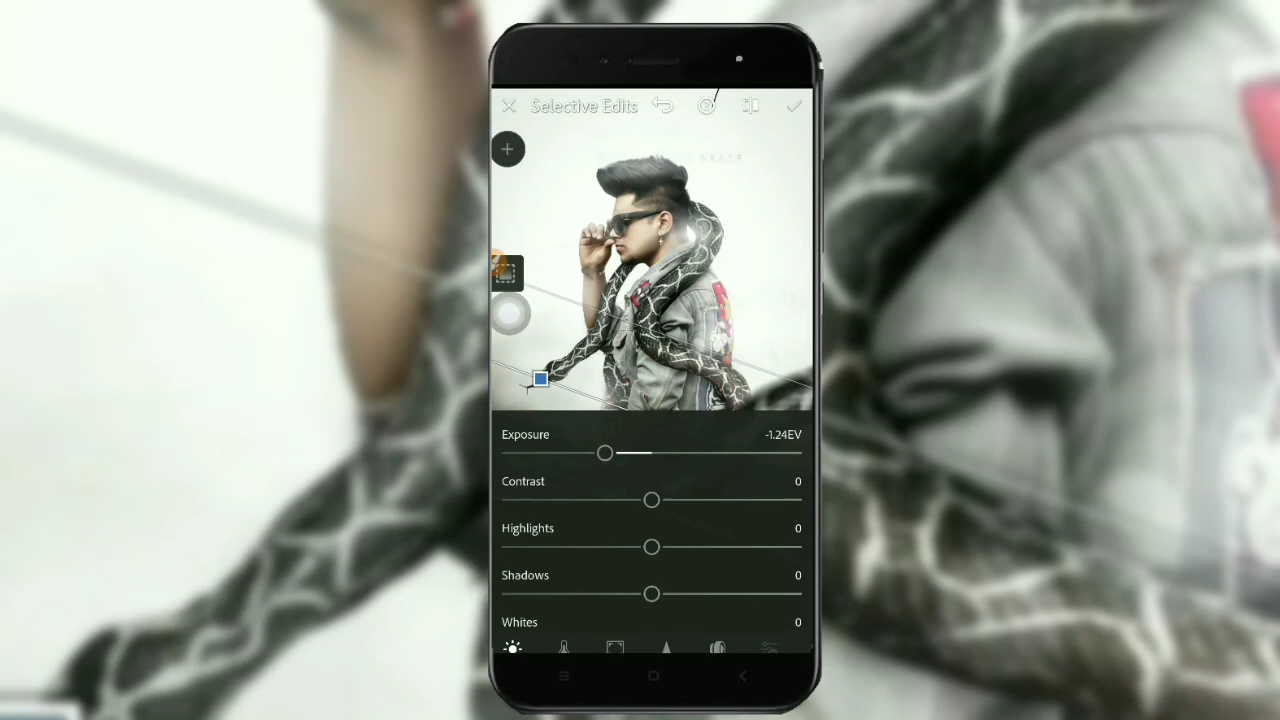 Selective Edits
Exposure -1.24EV
Contrast 0
Highlights 0
Shadows 0
Whites 0